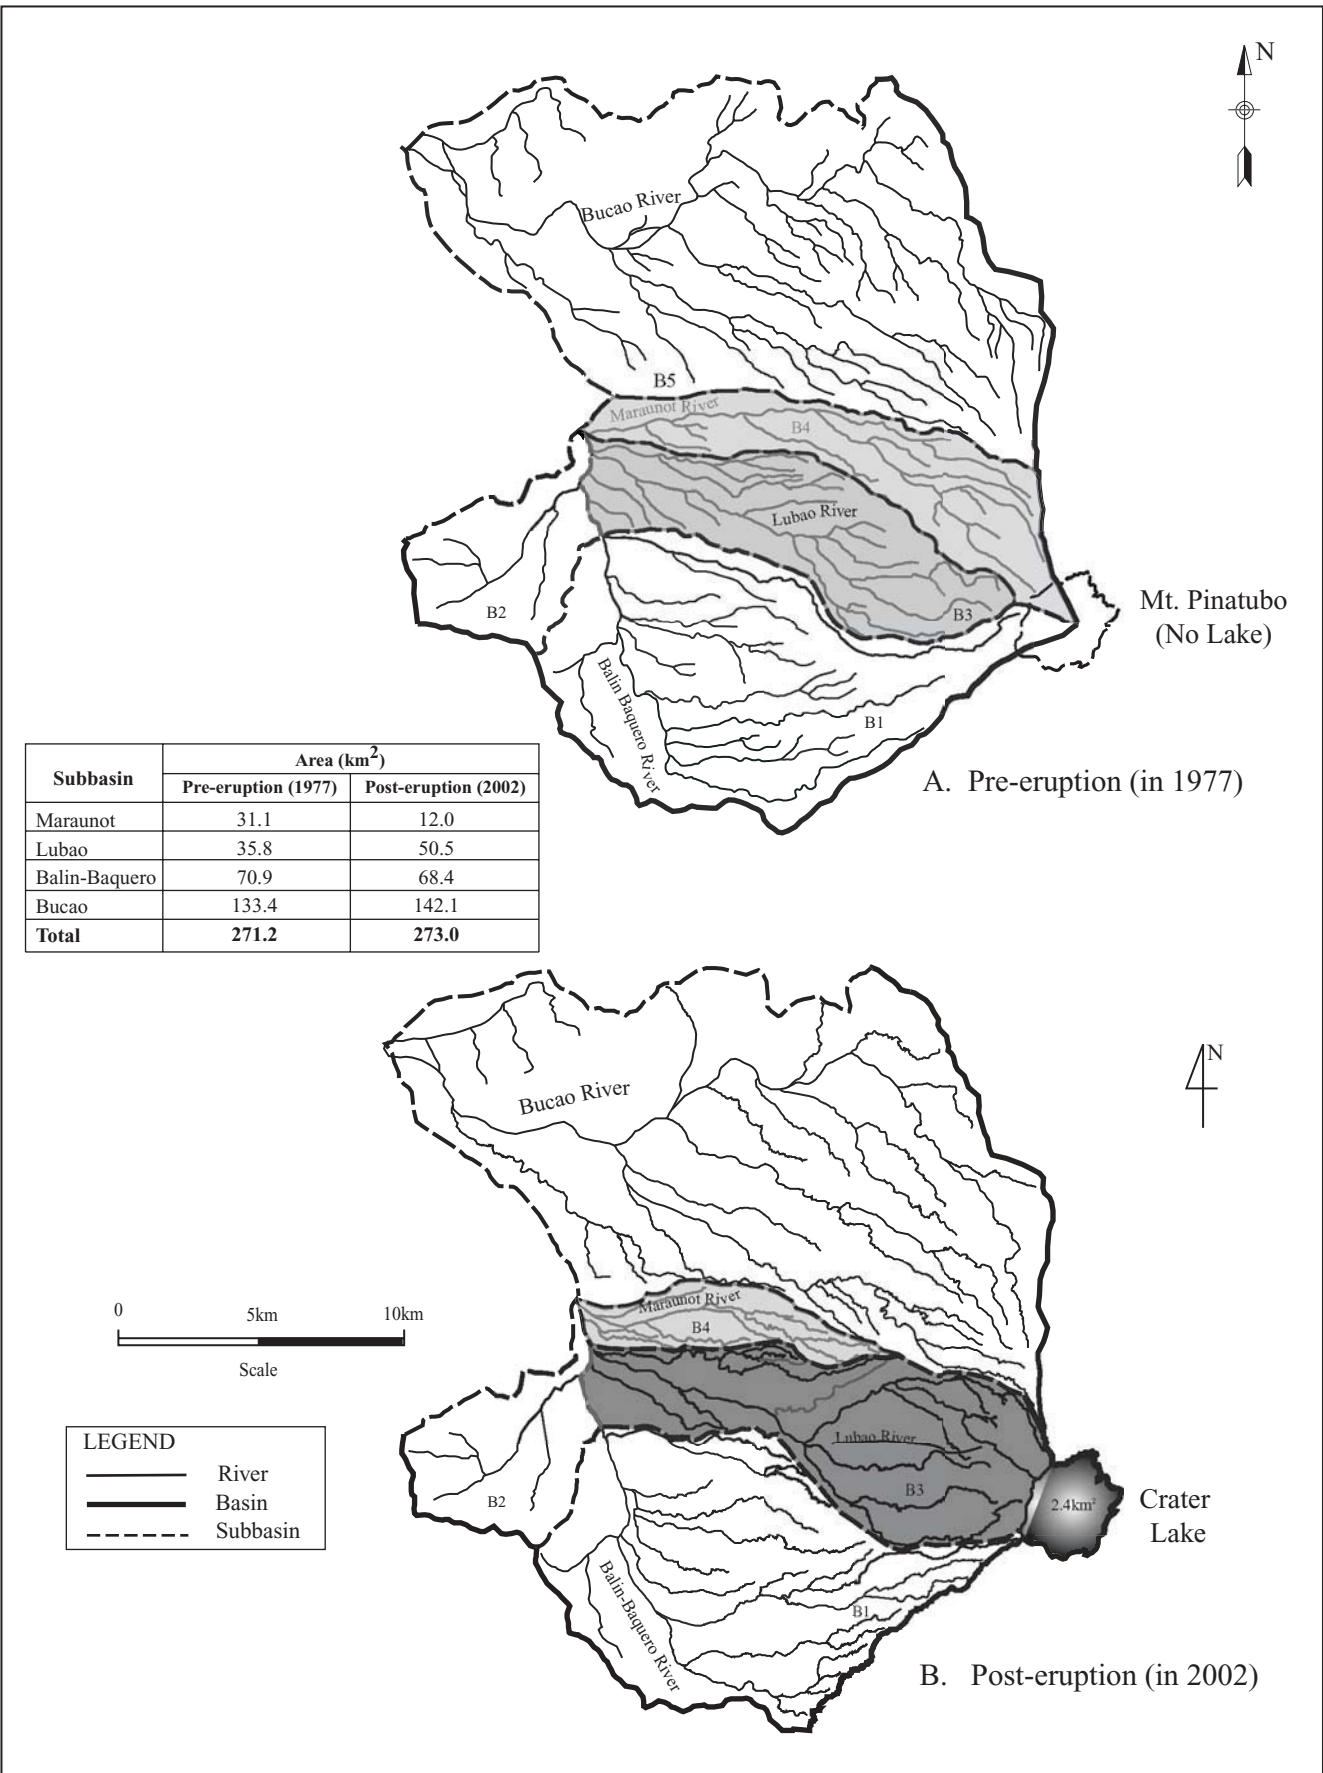 N
Bucao River
B5
Maraunot River
B4
Lubao River
B3
B2
Mt. Pinatubo
(No Lake)
Balin Baquero River
B1
A. Pre-eruption (in 1977)
Subbasin Area (km2)
Pre-eruption (1977) Post-eruption (2002)
Maraunot 31.1 12.0
Lubao 35.8 50.5
Balin-Baquero 70.9 68.4
Bucao 133.4 142.1
Total 271.2 273.0
N
Bucao River
Maraunot River
B4
0 5km 10km
Scale
Lubao River
B3
B2
2.4km2
Crater
Lake
LEGEND
River
Basin
Subbasin
Balin-Baquero River
B1
B. Post-eruption (in 2002)